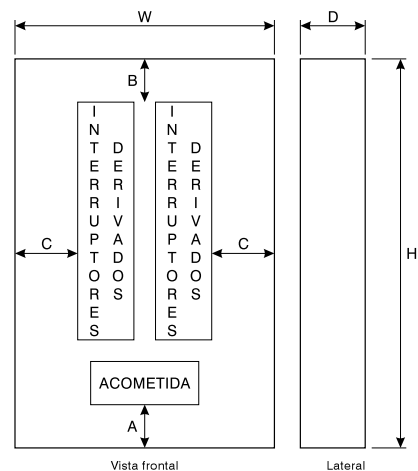 W
D
B
INTERRUPTORES
DERIVADOS
INTERRUPTORES
DERIVADOS
C
C
H
ACOMETIDA
A
Vista frontal
Lateral